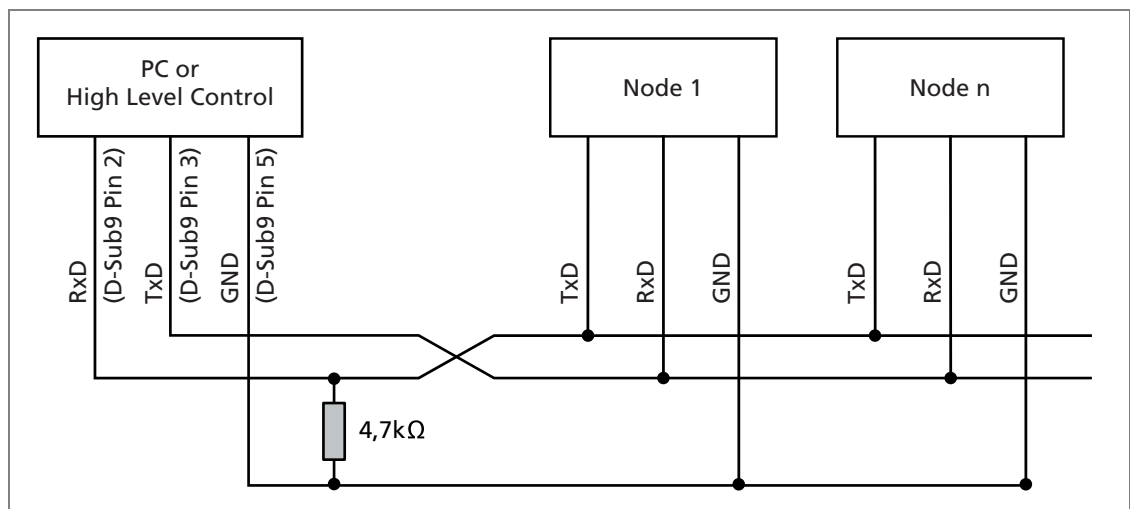 PC or
High Level Control
Node 1
Node n
RxD
(D-Sub9 Pin 2)
TxD
(D-Sub9 Pin 3)
GND
(D-Sub9 Pin 5)
TxD
RxD
GND
TxD
RxD
GND
4,7kΩ